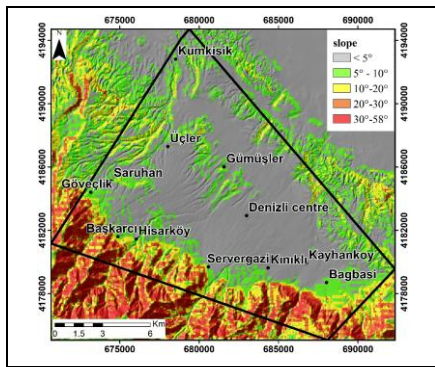 675000 680000 685000 690000
4194000 4194000
Kumkısık
slope
< 5°
5° - 10°
10°-20°
20°-30°
30°-58°
4190000 4190000
Üçler
Gümüşler
4186000 4186000
Saruhan
Göveçlik
Denizli centre
4182000 4182000
Başkarcı Hisarköy
Kayhanköy
Servergazi Kınıklı
Bagbaşi
4178000 4178000
Km
0 1.5 3 6
675000 680000 685000 690000